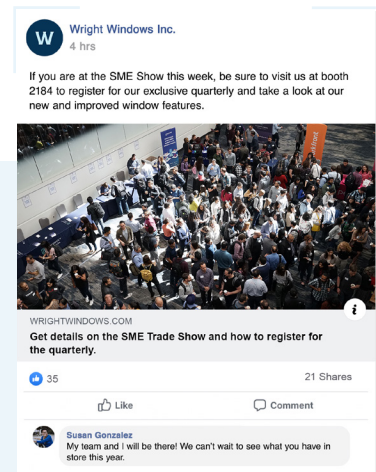 W
Wright Windows Inc.
4 hrs
If you are at the SME Show this week, be sure to visit us at booth
2184 to register for our exclusive quarterly and take a look at our
new and improved window features.
i
WRIGHTWINDOWS.COM
Get details on the SME Trade Show and how to register for
the quarterly.
35
21 Shares
Like
Comment
Susan Gonzalez
My team and I will be there! We can't wait to see what you have in
store this year.